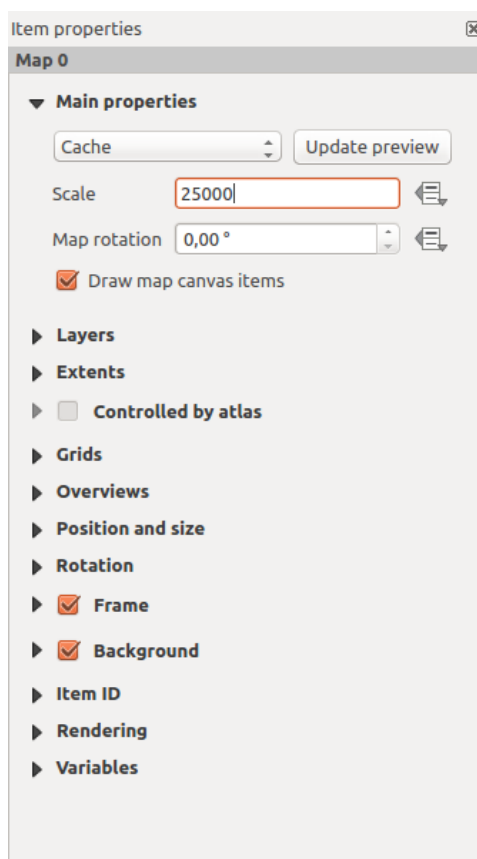 Item properties
Map 0
Main properties
Cache Update preview
Scale 25000
Map rotation 0,00 °
Draw map canvas items
Layers
Extents
Controlled by atlas
Grids
Overviews
Position and size
Rotation
Frame
Background
Item ID
Rendering
Variables